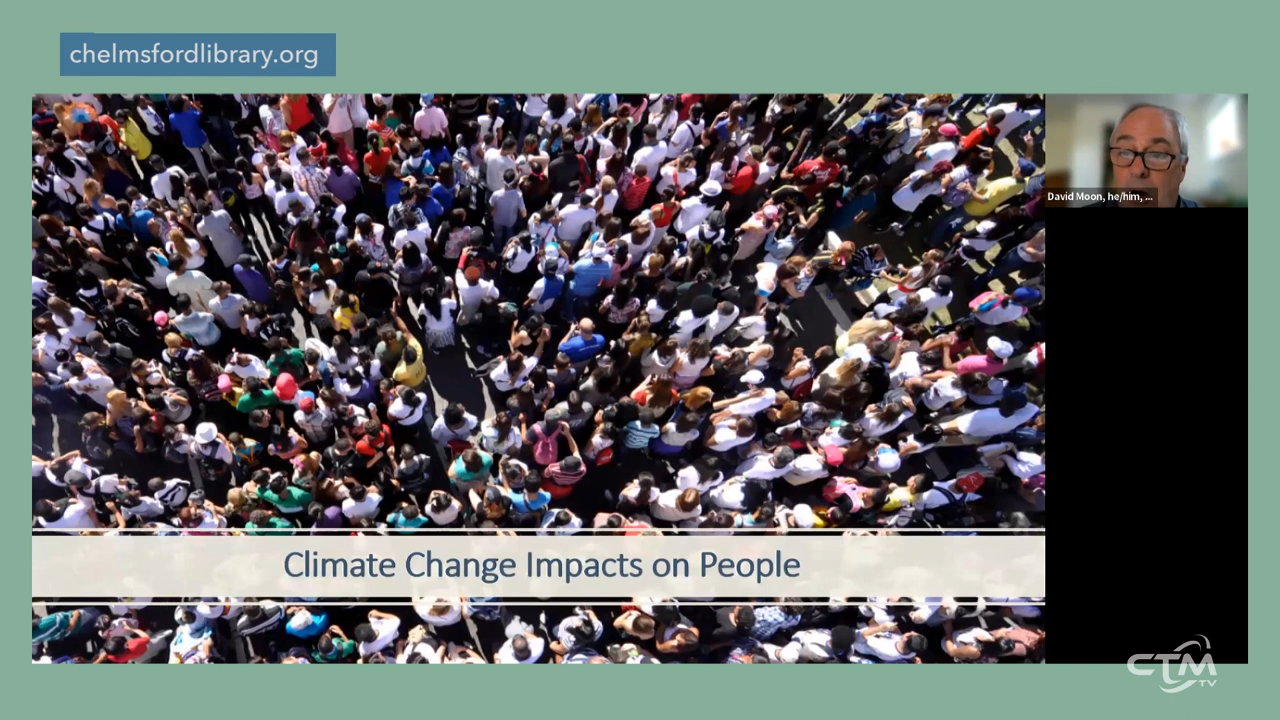 chelmsfordlibrary.org
David Moon, he/him, ...
Climate Change Impacts on People
CTM
TV